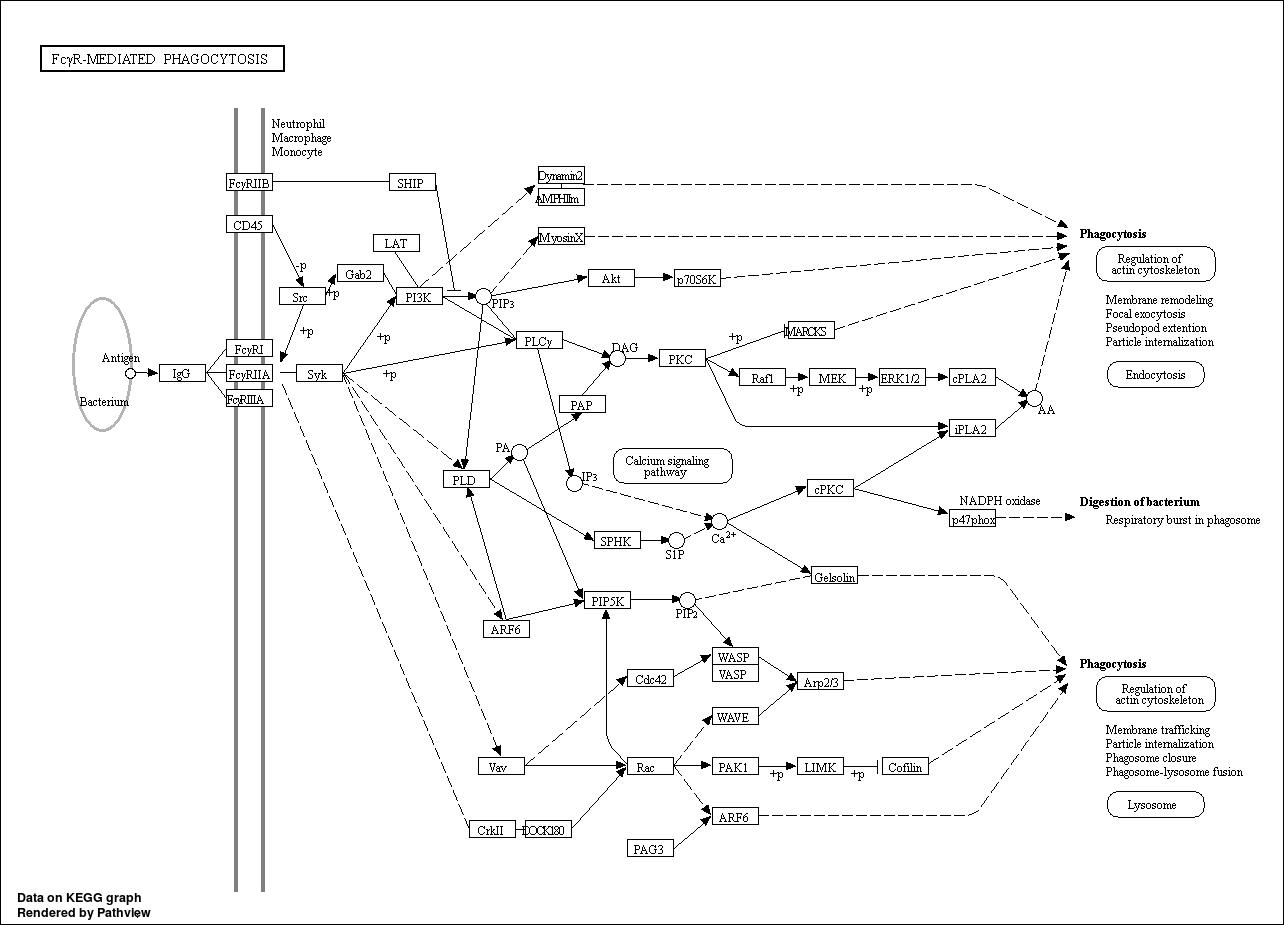 FcγR-MEDIATED PHAGOCYTOSIS
Neutrophil
Macrophage
Monocyte
FcγRIIB
SHIP
Dynamin2
AMPHIIm
CD45
LAT
MyosinX
Phagocytosis
-p
Gab2
Akt
p70S6K
Regulation of
actin cytoskeleton
Src
+p
PI3K
PIP3
Membrane remodeling
Focal exocytosis
Pseudopod extention
Particle internalization
+p
+p
PLCγ
DAG
+p
MARCKS
Antigen
FcγRI
IgG
FcγRIIA
Syk
+p
PKC
Raf1
+p
MEK
+p
ERK1/2
cPLA2
Endocytosis
Bacterium
FcγRIIIA
PAP
AA
iPLA2
PA
Calcium signaling
pathway
PLD
IP3
cPKC
NADPH oxidase
Digestion of bacterium
p47phox
Respiratory burst in phagosome
SPHK
S1P
Ca2+
Gelsolin
PIP5K
PIP2
ARF6
WASP
VASP
Phagocytosis
Cdc42
Arp2/3
Regulation of
actin cytoskeleton
WAVE
Membrane trafficking
Particle internalization
Phagosome closure
Phagosome-lysosome fusion
Vav
Rac
PAK1
+p
LIMK
+p
Cofilin
Lysosome
CrkII
DOCK180
ARF6
PAG3
Data on KEGG graph
Rendered by Pathview